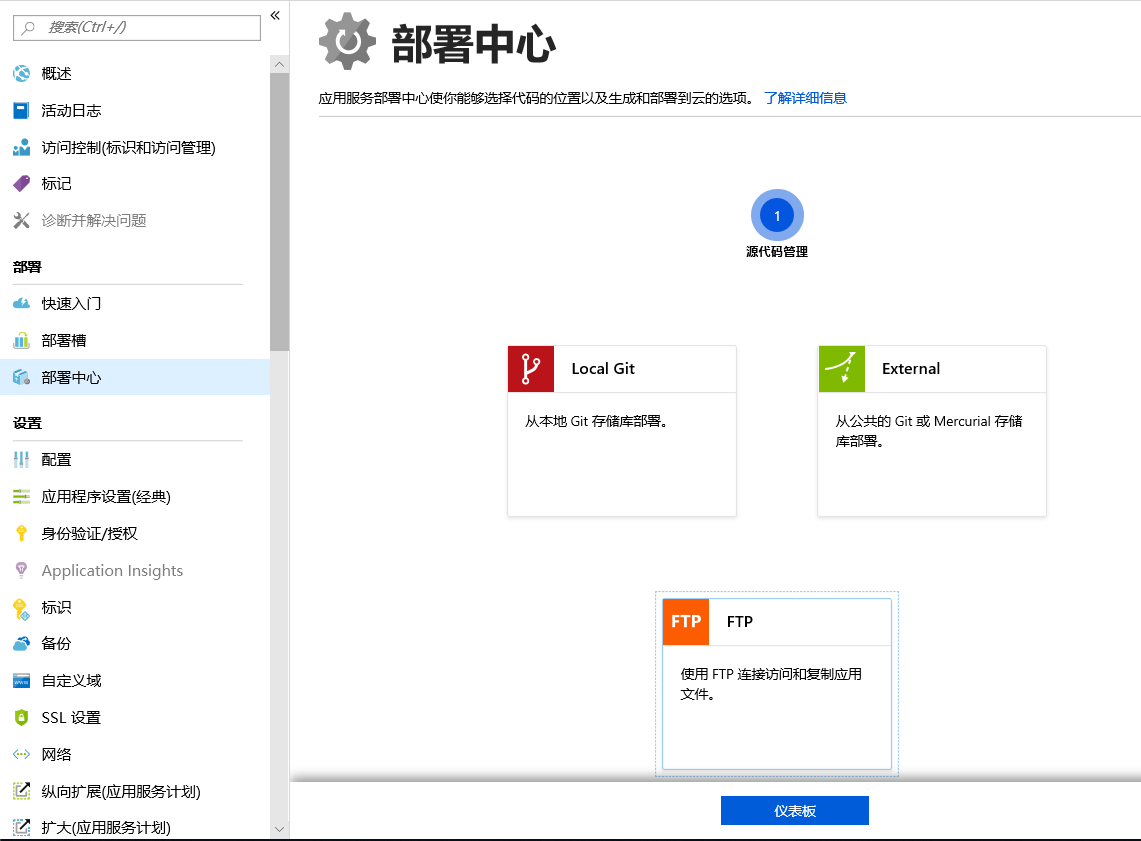 搜索(Ctrl+/)
«
概述
活动日志
访问控制(标识和访问管理)
标记
诊断并解决问题
部署
快速入门
部署槽
部署中心
设置
配置
应用程序设置(经典)
身份验证/授权
Application Insights
标识
备份
自定义域
SSL 设置
网络
纵向扩展(应用服务计划)
扩大(应用服务计划)
部署中心
应用服务部署中心使你能够选择代码的位置以及生成和部署到云的选项。 了解详细信息
1
源代码管理
Local Git
从本地 Git 存储库部署。
External
从公共的 Git 或 Mercurial 存储
库部署。
FTP FTP
使用 FTP 连接访问和复制应用
文件。
仪表板